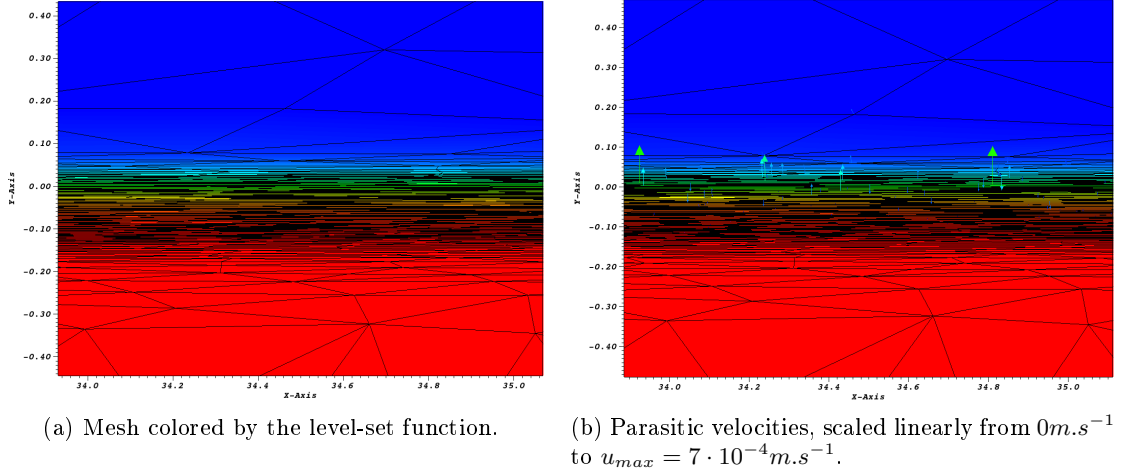 0.40
0.30
0.20
0.10
0.00
-0.10
-0.20
-0.30
-0.40
Y-Axis
34.0 34.2 34.4 34.6 34.8 35.0
X-Axis
(a) Mesh colored by the level-set function.
0.40
0.30
0.20
0.10
0.00
-0.10
-0.20
-0.30
-0.40
Y-Axis
34.0 34.2 34.4 34.6 34.8 35.0
X-Axis
(b) Parasitic velocities, scaled linearly from 0m.s⁻¹
to u_max = 7 · 10⁻⁴m.s⁻¹.